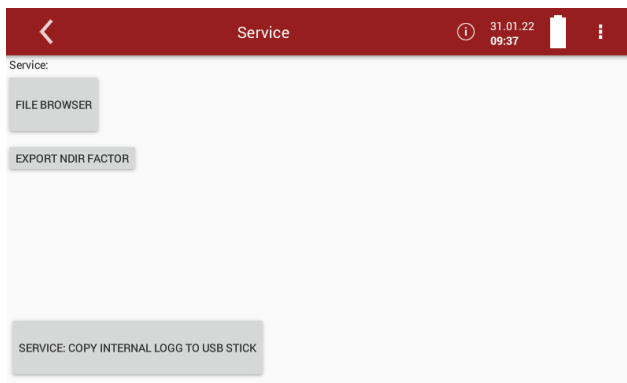 Service
31.01.22
09:37
Service:
FILE BROWSER
EXPORT NDIR FACTOR
SERVICE: COPY INTERNAL LOGG TO USB STICK